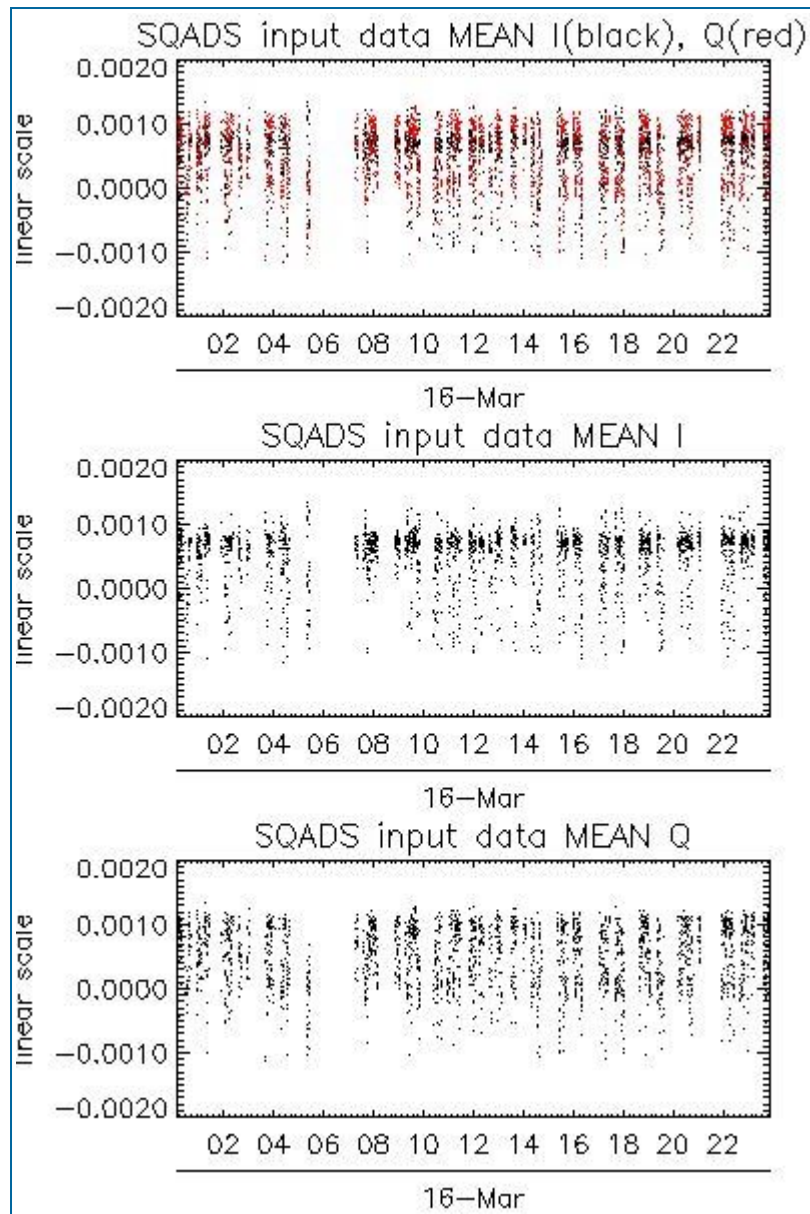 SQADS input data MEAN I(black), Q(red)
0.0020
0.0010
0.0000
-0.0010
-0.0020
linear scale
02 04 06 08 10 12 14 16 18 20 22
16-Mar
SQADS input data MEAN I
0.0020
0.0010
0.0000
-0.0010
-0.0020
linear scale
02 04 06 08 10 12 14 16 18 20 22
16-Mar
SQADS input data MEAN Q
0.0020
0.0010
0.0000
-0.0010
-0.0020
linear scale
02 04 06 08 10 12 14 16 18 20 22
16-Mar